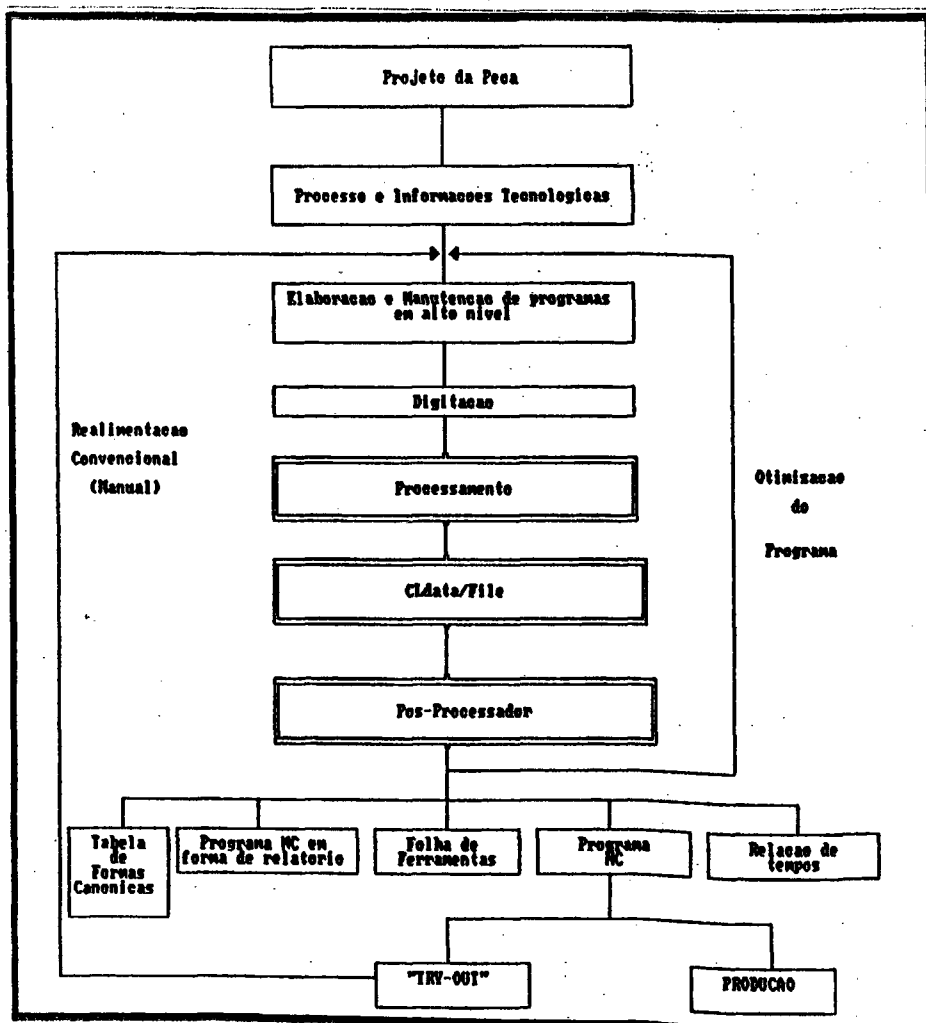 Projeto da Peca
Processo e Informacoes Tecnologicas
Elaboracao e Manutencao de programas
em alto nivel
Digitacao
Realimentacao
Convencional
(Manual)
Processamento
Otimizacao
do
Programa
CLdata/File
Pos-Processador
Tabela
de
Formas
Canonicas
Programa NC em
forma de relatorio
Folha de
Ferramentas
Programa
NC
Relacao de
tempos
"TRY-OUT"
PRODUCAO